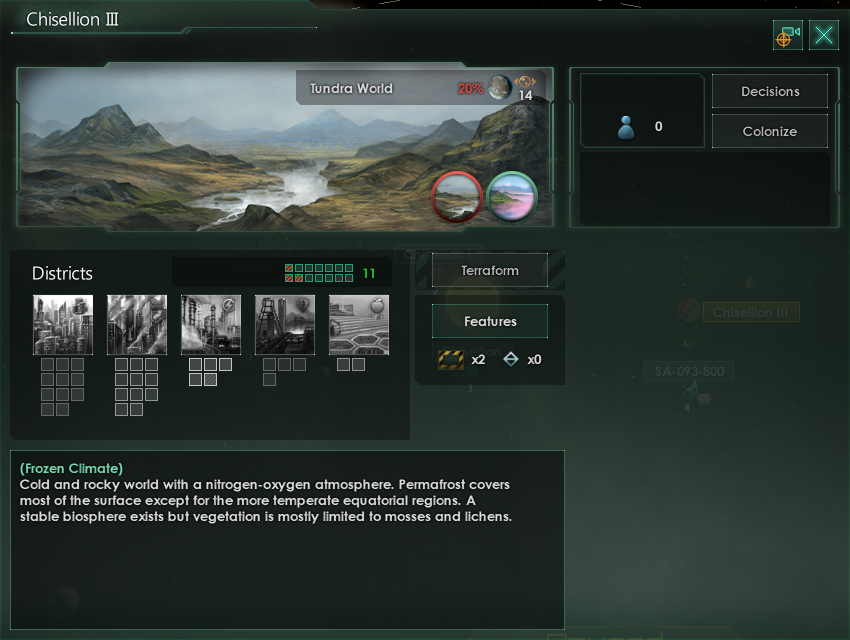 Chisellion III
Tundra World
20%
14
0
Decisions
Colonize
Districts
11
Terraform
Features
x2
x0
Chisellion III
SA-093-800
3
4
(Frozen Climate)
Cold and rocky world with a nitrogen-oxygen atmosphere. Permafrost covers
most of the surface except for the more temperate equatorial regions. A
stable biosphere exists but vegetation is mostly limited to mosses and lichens.